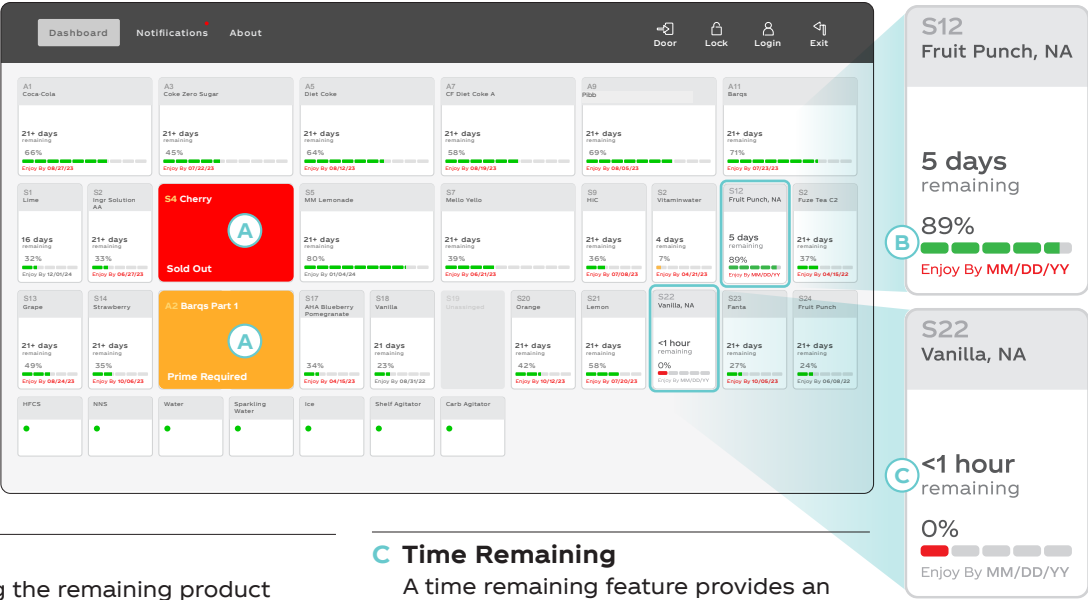 Dashboard Notifiications About
Door Lock Login Exit
A1
Coca-Cola
21+ days
remaining
66%
Enjoy By 08/27/23
A3
Coke Zero Sugar
21+ days
remaining
45%
Enjoy By 07/22/23
A5
Diet Coke
21+ days
remaining
64%
Enjoy By 08/12/23
A7
CF Diet Coke A
21+ days
remaining
58%
Enjoy By 08/19/23
A9
Pibb
21+ days
remaining
69%
Enjoy By 08/05/23
A11
Barqs
21+ days
remaining
71%
Enjoy By 07/23/23
S1
Lime
16 days
remaining
32%
Enjoy By 12/01/24
S2
Ingr Solution
AA
21+ days
remaining
33%
Enjoy By 06/27/23
S4 Cherry
A
Sold Out
S5
MM Lemonade
21+ days
remaining
80%
Enjoy By 01/04/24
S7
Mello Yello
21+ days
remaining
39%
Enjoy By 06/21/23
S9
HiC
21+ days
remaining
36%
Enjoy By 07/08/23
S2
Vitaminwater
4 days
remaining
7%
Enjoy By 04/21/23
S12
Fruit Punch, NA
5 days
remaining
89%
Enjoy By MM/DD/YY
S2
Fuze Tea C2
21+ days
remaining
37%
Enjoy By 04/15/22
S13
Grape
21+ days
remaining
49%
Enjoy By 08/24/23
S14
Strawberry
21+ days
remaining
35%
Enjoy By 10/06/23
A2 Barqs Part 1
A
Prime Required
S17
AHA Blueberry
Pomegranate
34%
Enjoy By 04/15/23
S18
Vanilla
21 days
remaining
23%
Enjoy By 08/31/22
S19
Unassigned
S20
Orange
21+ days
remaining
42%
Enjoy By 10/12/23
S21
Lemon
21+ days
remaining
58%
Enjoy By 07/20/23
S22
Vanilla, NA
<1 hour
remaining
0%
Enjoy By MM/DD/YY
S23
Fanta
21+ days
remaining
27%
Enjoy By 10/05/23
S24
Fruit Punch
21+ days
remaining
24%
Enjoy By 06/08/22
HFCS
NNS
Water
Sparkling
Water
Ice
Shelf Agitator
Carb Agitator
S12
Fruit Punch, NA
5 days
remaining
89%
B
Enjoy By MM/DD/YY
S22
Vanilla, NA
C
<1 hour
remaining
0%
Enjoy By MM/DD/YY
g the remaining product
C Time Remaining
A time remaining feature provides an